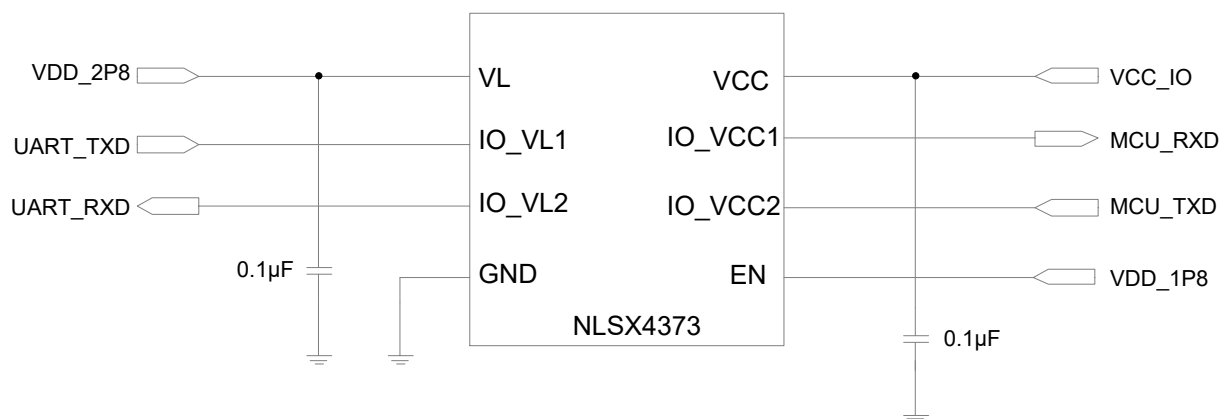 VDD_2P8
VL
VCC
VCC_IO
UART_TXD
IO_VL1
IO_VCC1
MCU_RXD
UART_RXD
IO_VL2
IO_VCC2
MCU_TXD
0.1µF
GND
EN
VDD_1P8
NLSX4373
0.1µF